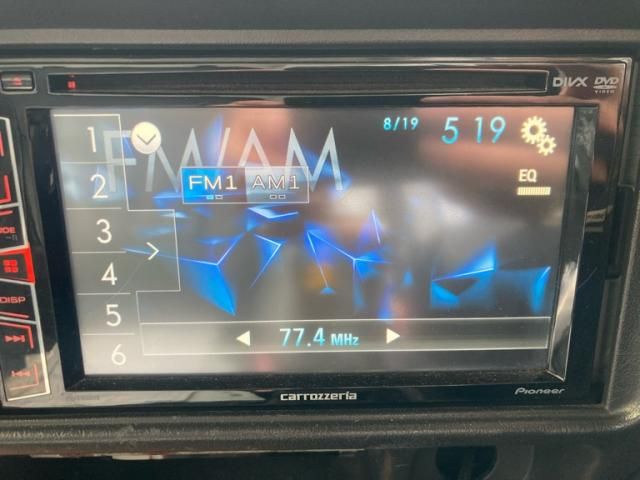 DIVX DVD VIDEO
8/19 5 19
FM/AM
EQ
FM1 AM1
1
2
3
4
5
6
DISP
77.4 MHz
carrozzeria
Pioneer